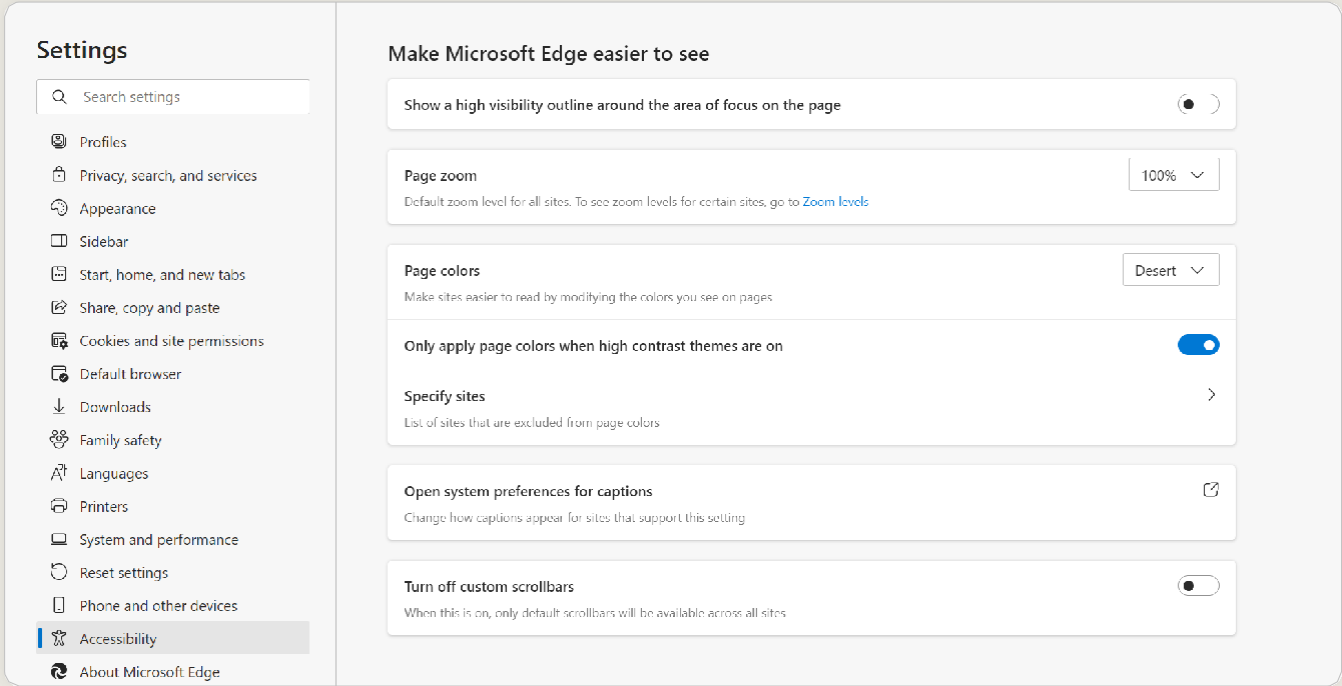 Settings
Search settings
Profiles
Privacy, search, and services
Appearance
Sidebar
Start, home, and new tabs
Share, copy and paste
Cookies and site permissions
Default browser
Downloads
Family safety
Languages
Printers
System and performance
Reset settings
Phone and other devices
Accessibility
About Microsoft Edge
Make Microsoft Edge easier to see
Show a high visibility outline around the area of focus on the page
Page zoom
100%
Default zoom level for all sites. To see zoom levels for certain sites, go to Zoom levels
Page colors
Desert
Make sites easier to read by modifying the colors you see on pages
Only apply page colors when high contrast themes are on
Specify sites
List of sites that are excluded from page colors
Open system preferences for captions
Change how captions appear for sites that support this setting
Turn off custom scrollbars
When this is on, only default scrollbars will be available across all sites